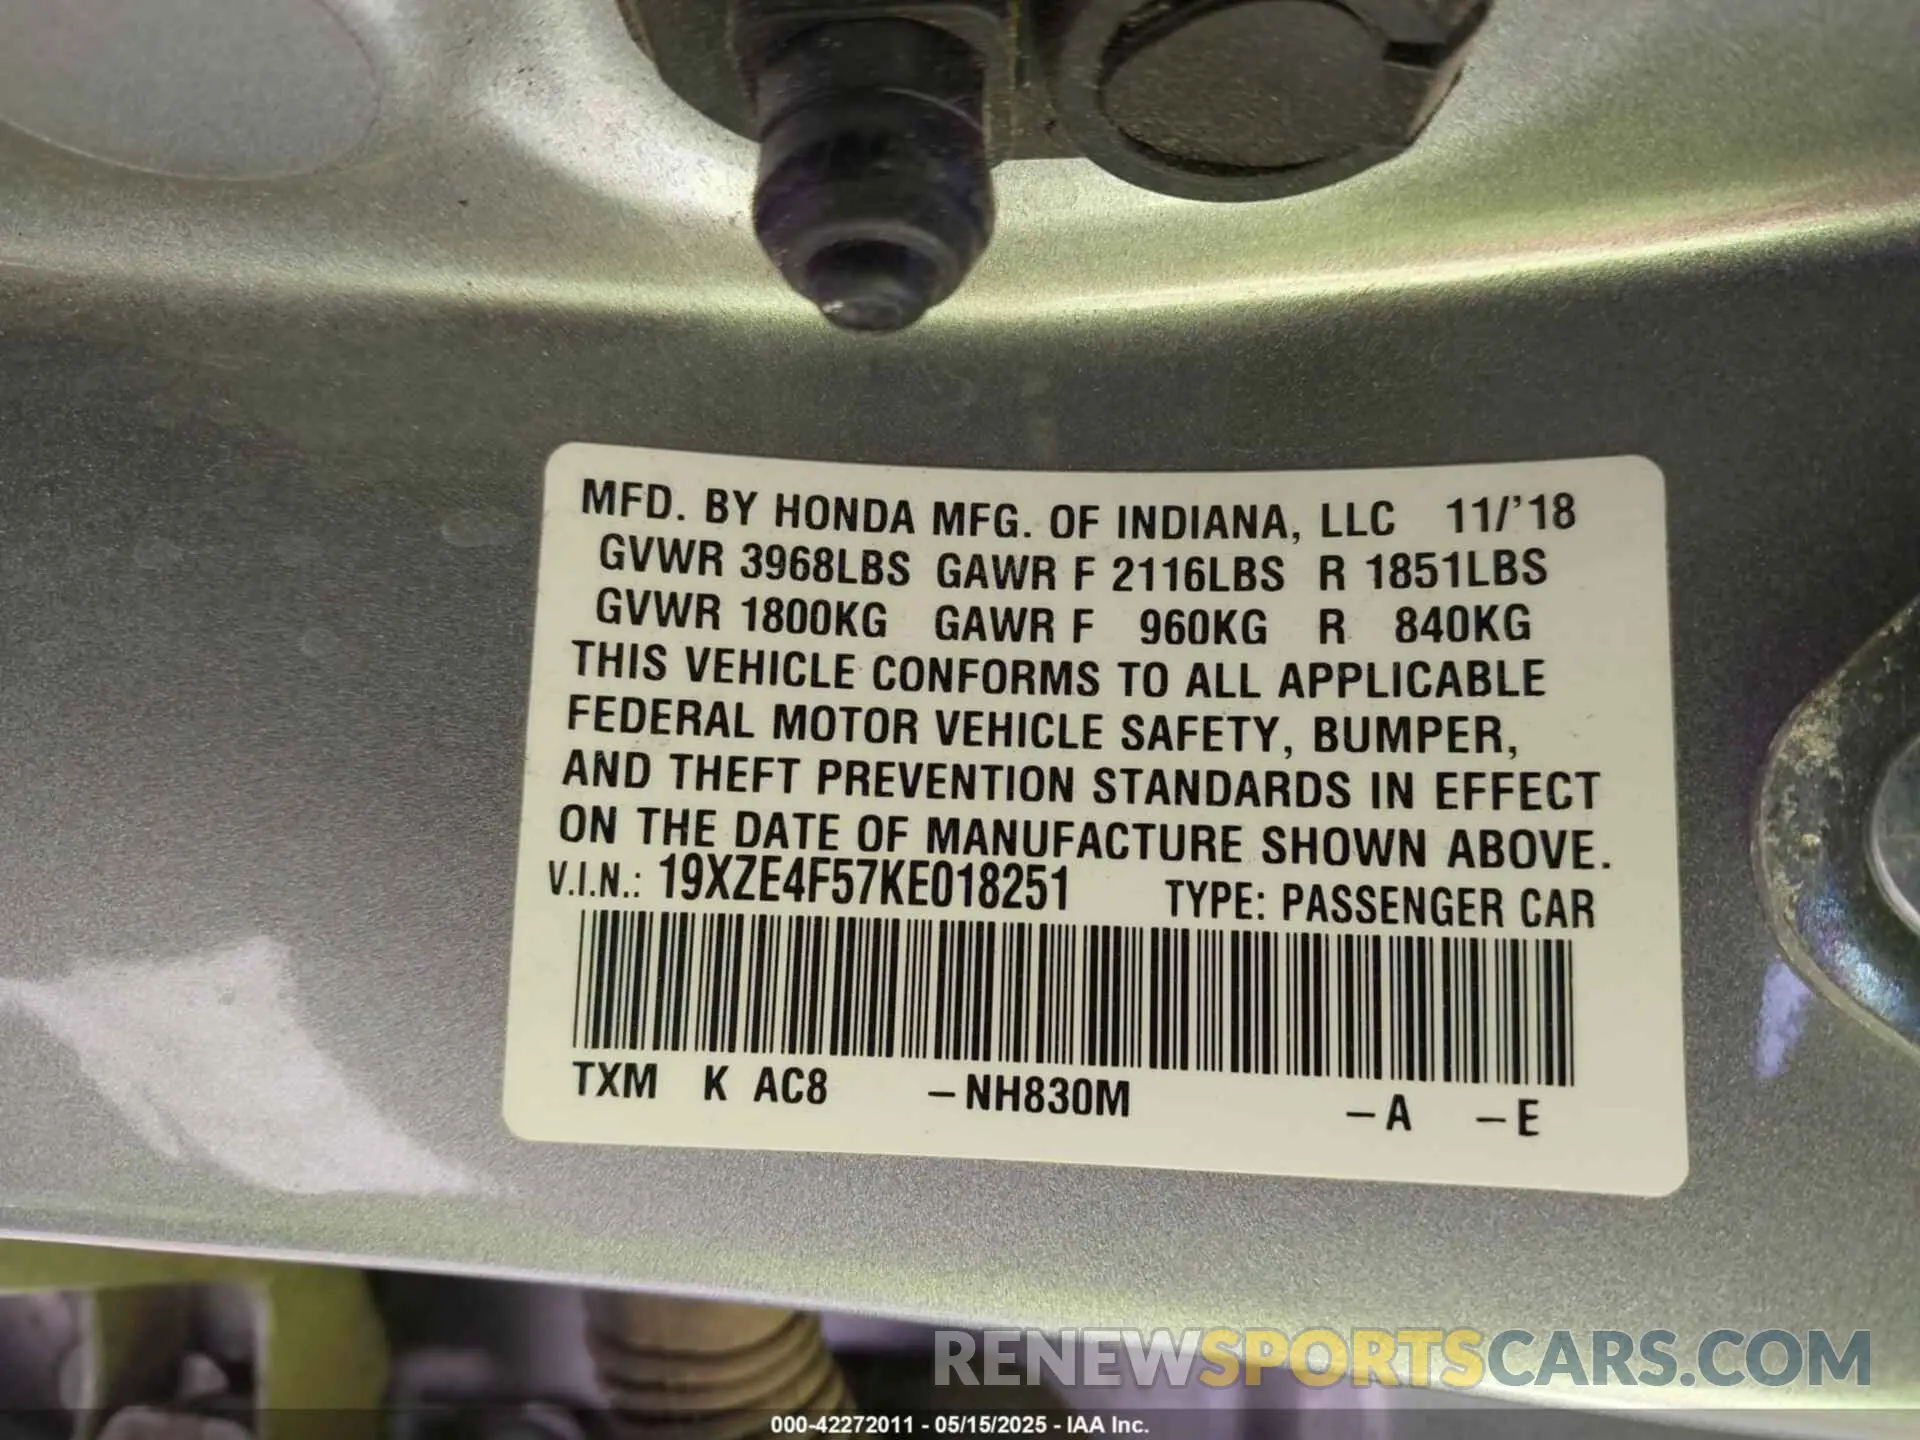 MFD. BY HONDA MFG. OF INDIANA, LLC 11/'18
GVWR 3968LBS GAWR F 2116LBS R 1851LBS
GVWR 1800KG GAWR F 960KG R 840KG
THIS VEHICLE CONFORMS TO ALL APPLICABLE
FEDERAL MOTOR VEHICLE SAFETY, BUMPER,
AND THEFT PREVENTION STANDARDS IN EFFECT
ON THE DATE OF MANUFACTURE SHOWN ABOVE.
V.I.N.: 19XZE4F57KE018251 TYPE: PASSENGER CAR
TXM K AC8 –NH830M –A –E
RENEWSPORTSCARS.COM
000-42272011 - 05/15/2025 - IAA Inc.